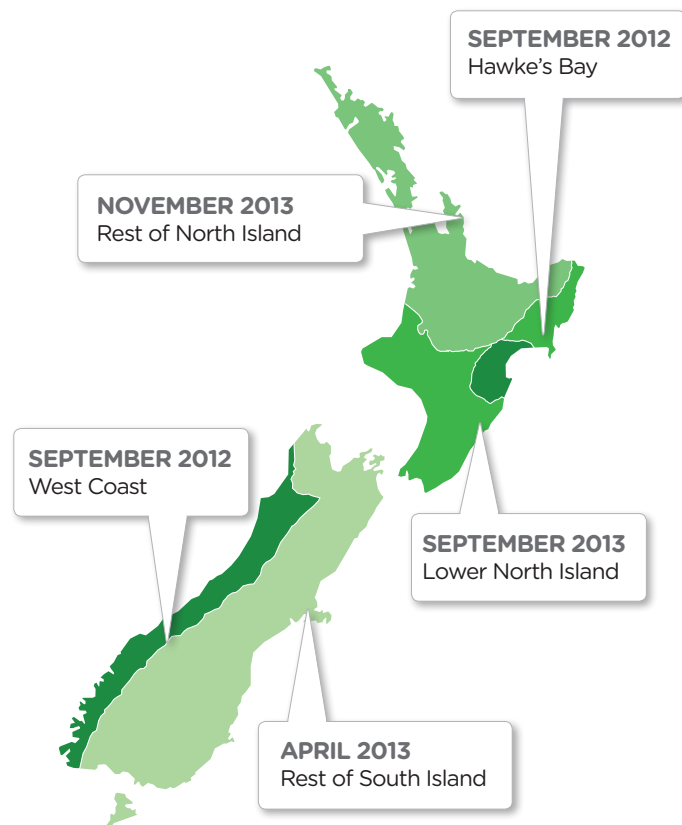 SEPTEMBER 2012
Hawke's Bay
NOVEMBER 2013
Rest of North Island
SEPTEMBER 2012
West Coast
SEPTEMBER 2013
Lower North Island
APRIL 2013
Rest of South Island